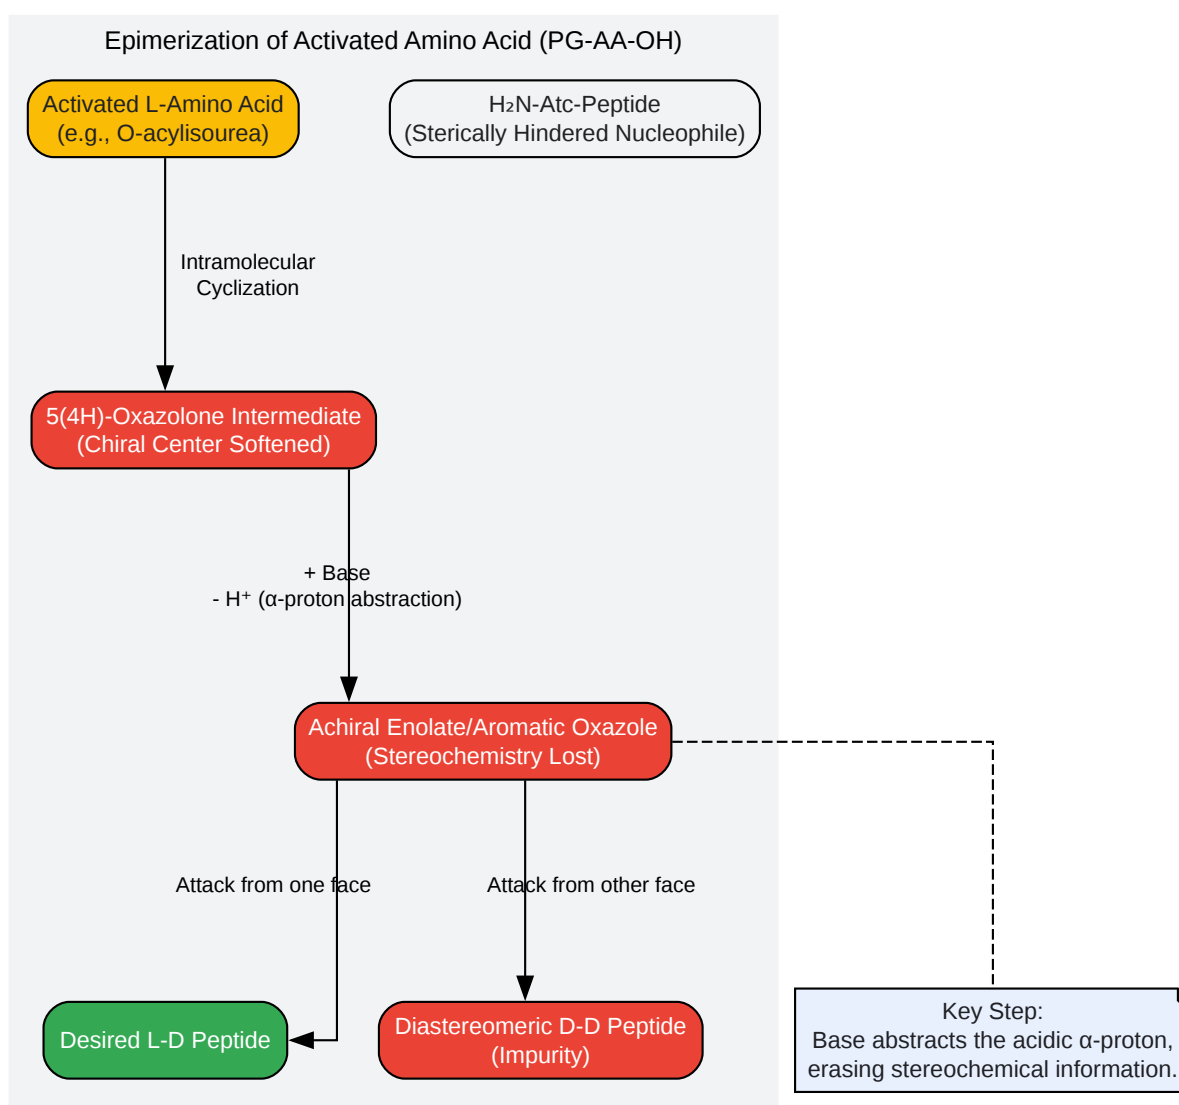 Epimerization of Activated Amino Acid (PG-AA-OH)
Activated L-Amino Acid
(e.g., O-acylisourea)
H₂N-Atc-Peptide
(Sterically Hindered Nucleophile)
Intramolecular
Cyclization
5(4H)-Oxazolone Intermediate
(Chiral Center Softened)
+ Base
- H⁺ (α-proton abstraction)
Achiral Enolate/Aromatic Oxazole
(Stereochemistry Lost)
Attack from one face
Attack from other face
Desired L-D Peptide
Diastereomeric D-D Peptide
(Impurity)
Key Step:
Base abstracts the acidic α-proton,
erasing stereochemical information.